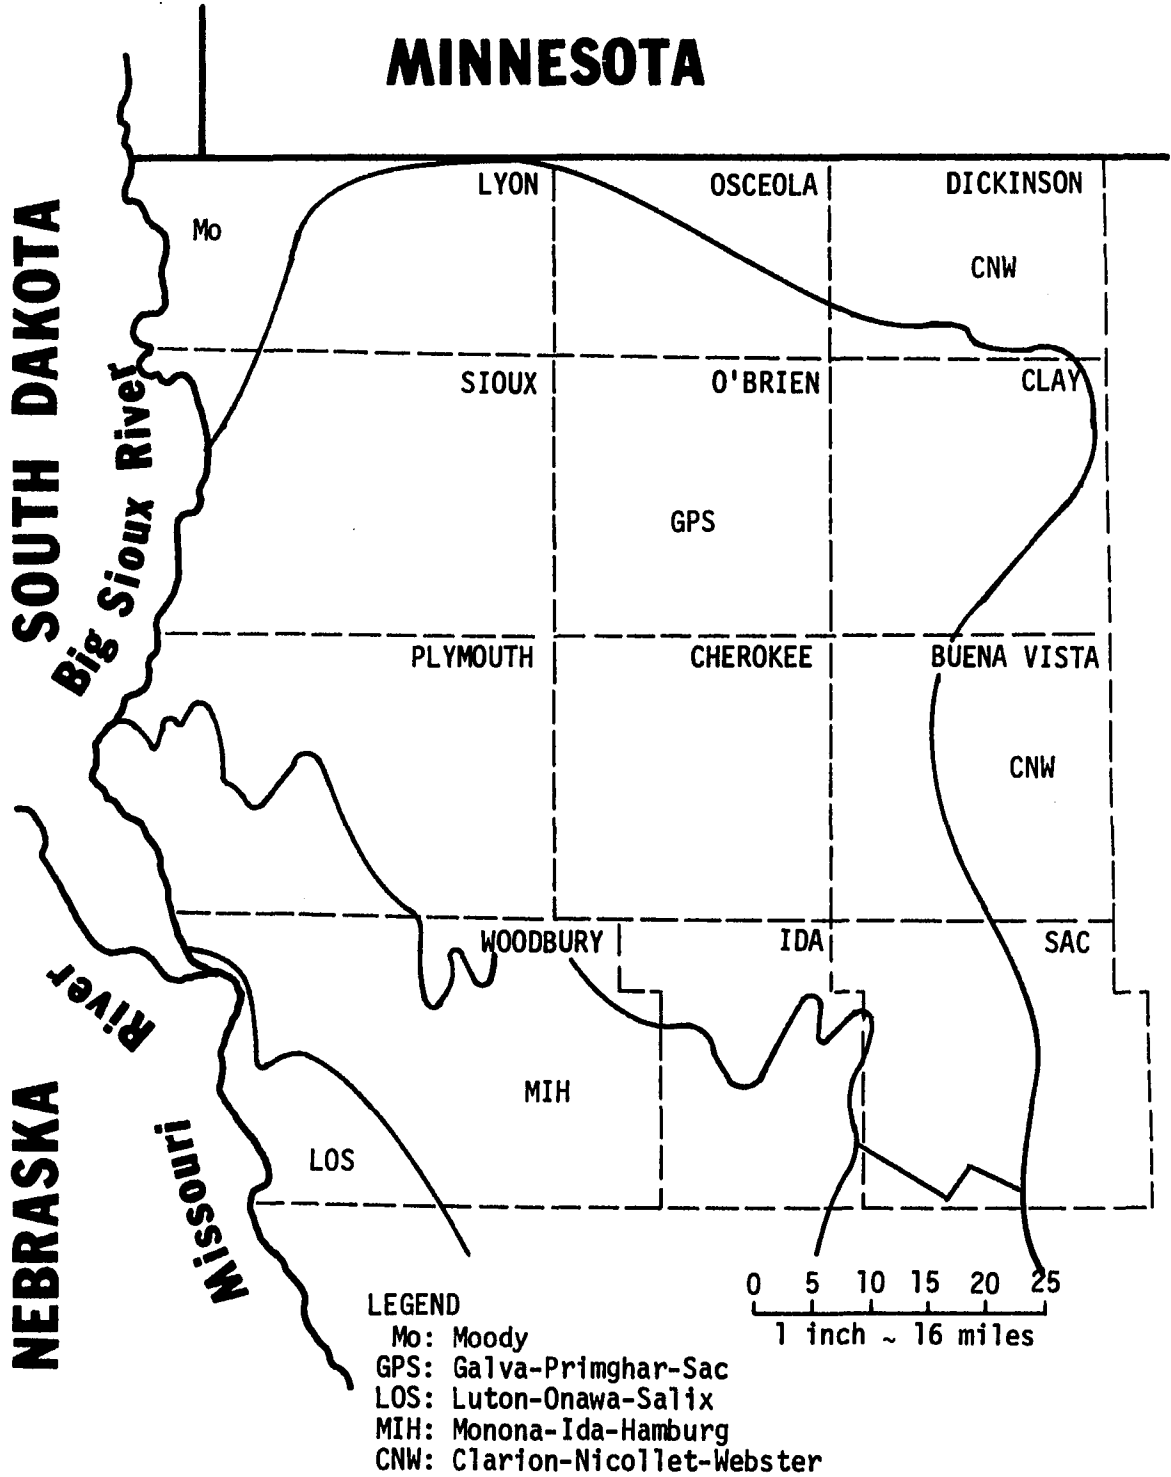 MINNESOTA
LYON
OSCEOLA
DICKINSON
Mo
CNW
SOUTH DAKOTA
Big Sioux River
SIOUX
O'BRIEN
CLAY
GPS
PLYMOUTH
CHEROKEE
BUENA VISTA
CNW
WOODBURY
IDA
SAC
Missouri River
MIH
LOS
NEBRASKA
0 5 10 15 20 25
1 inch ~ 16 miles
LEGEND
Mo: Moody
GPS: Galva-Primghar-Sac
LOS: Luton-Onawa-Salix
MIH: Monona-Ida-Hamburg
CNW: Clarion-Nicollet-Webster